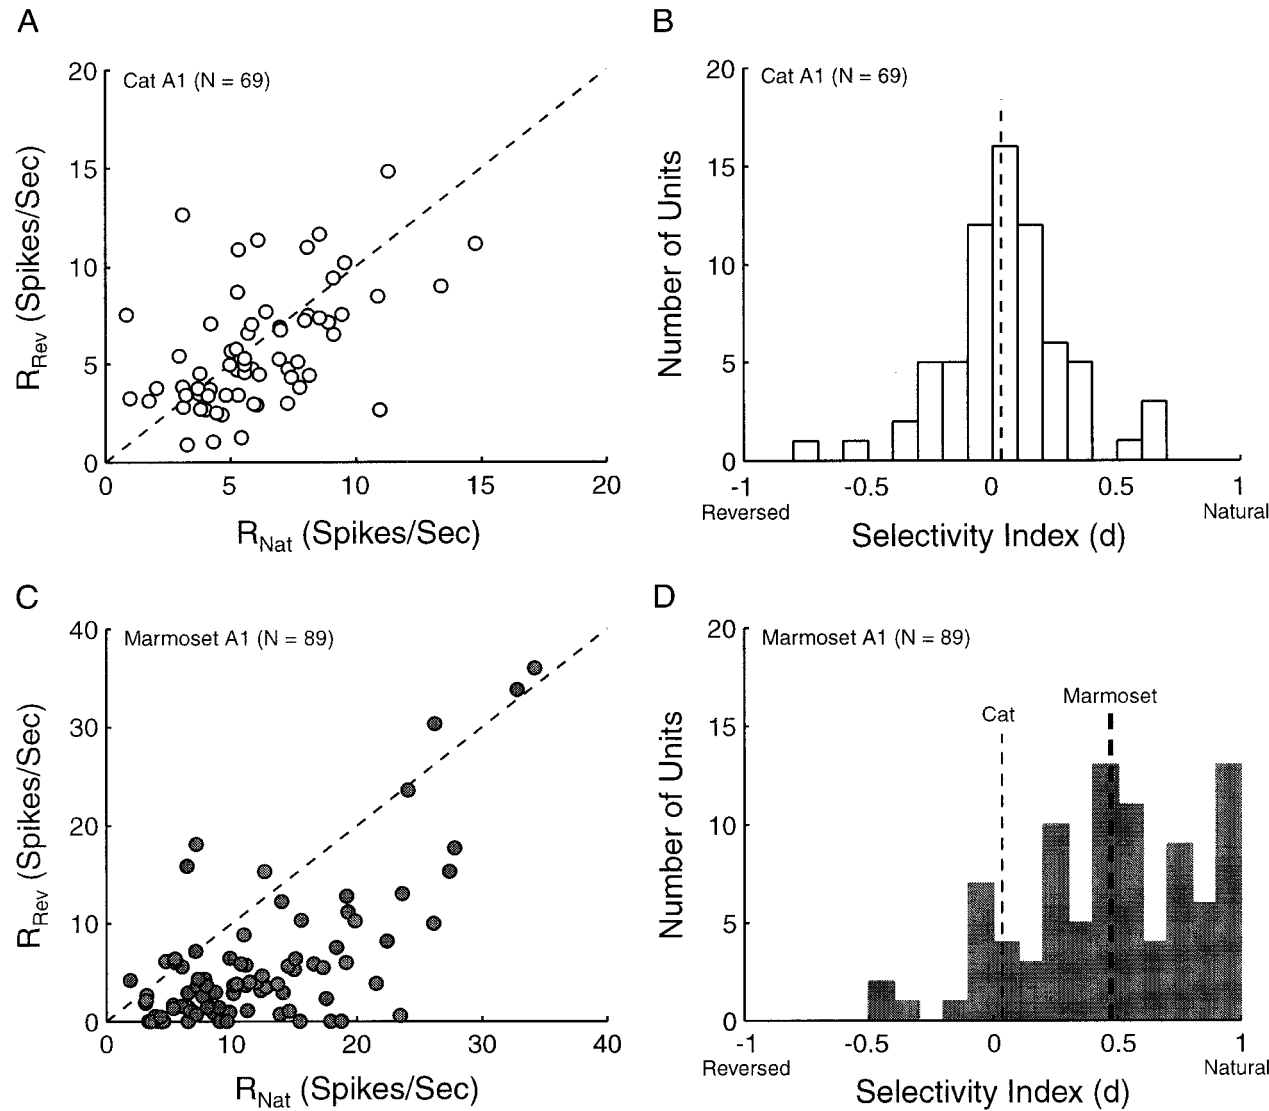 A
Cat A1 (N = 69)
20
15
10
5
0
R_Rev (Spikes/Sec)
0 5 10 15 20
R_Nat (Spikes/Sec)
B
Cat A1 (N = 69)
20
15
10
5
0
Number of Units
-1 -0.5 0 0.5 1
Reversed Natural
Selectivity Index (d)
C
Marmoset A1 (N = 89)
40
30
20
10
0
R_Rev (Spikes/Sec)
0 10 20 30 40
R_Nat (Spikes/Sec)
D
Marmoset A1 (N = 89)
20
15
10
5
0
Number of Units
Marmoset
Cat
-1 -0.5 0 0.5 1
Reversed Natural
Selectivity Index (d)